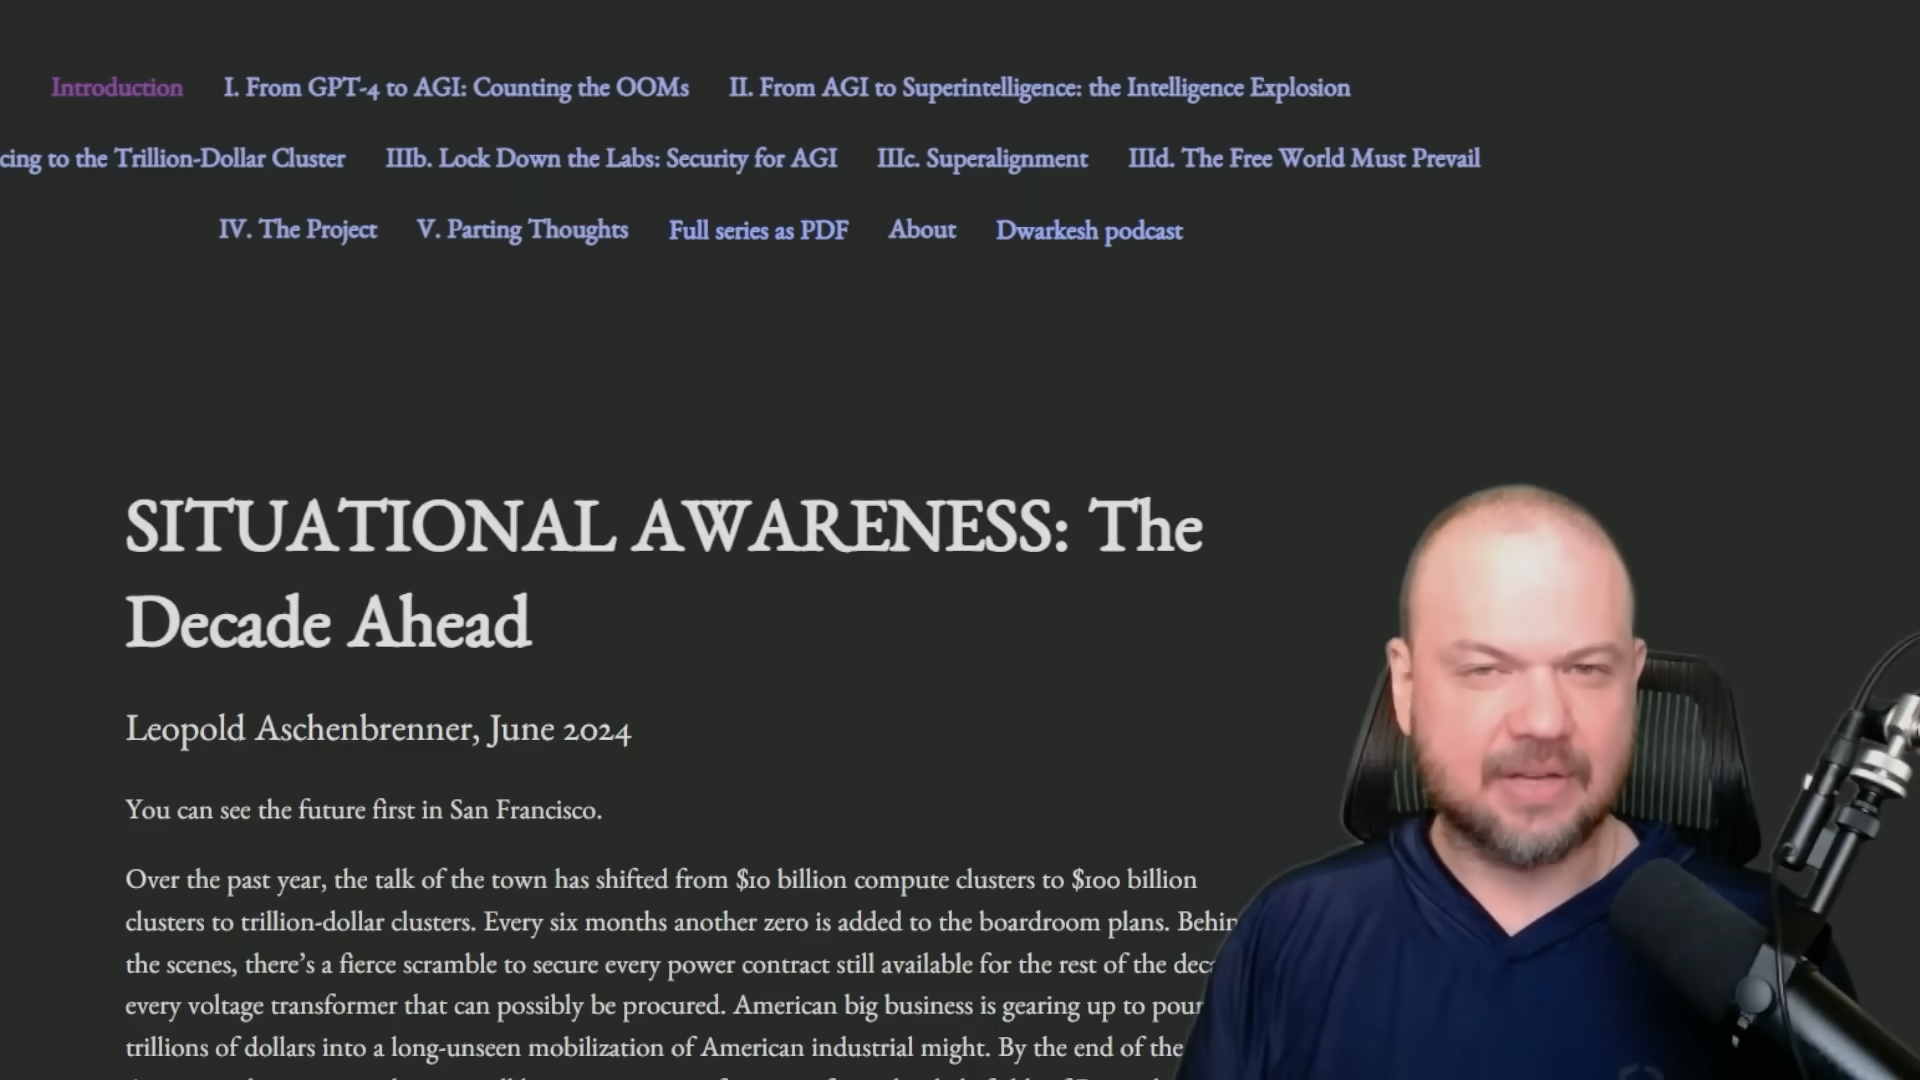 Introduction I. From GPT-4 to AGI: Counting the OOMs II. From AGI to Superintelligence: the Intelligence Explosion
cing to the Trillion-Dollar Cluster IIIb. Lock Down the Labs: Security for AGI IIIc. Superalignment IIId. The Free World Must Prevail
IV. The Project V. Parting Thoughts Full series as PDF About Dwarkesh podcast
SITUATIONAL AWARENESS: The
Decade Ahead
Leopold Aschenbrenner, June 2024
You can see the future first in San Francisco.
Over the past year, the talk of the town has shifted from $10 billion compute clusters to $100 billion
clusters to trillion-dollar clusters. Every six months another zero is added to the boardroom plans. Behin
the scenes, there's a fierce scramble to secure every power contract still available for the rest of the deca
every voltage transformer that can possibly be procured. American big business is gearing up to pour
trillions of dollars into a long-unseen mobilization of American industrial might. By the end of the